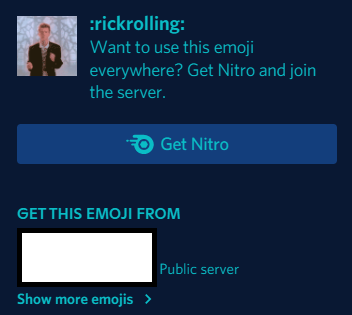 :rickrolling:
Want to use this emoji
everywhere? Get Nitro and join
the server.
Get Nitro
GET THIS EMOJI FROM
Public server
Show more emojis